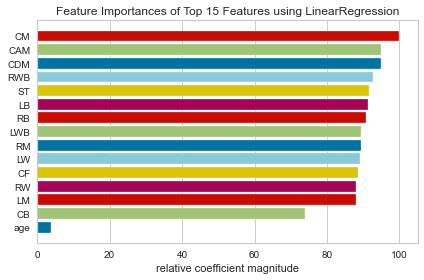 Feature Importances of Top 15 Features using LinearRegression
CM
CAM
CDM
RWB
ST
LB
RB
LWB
RM
LW
CF
RW
LM
CB
age
0 20 40 60 80 100
relative coefficient magnitude